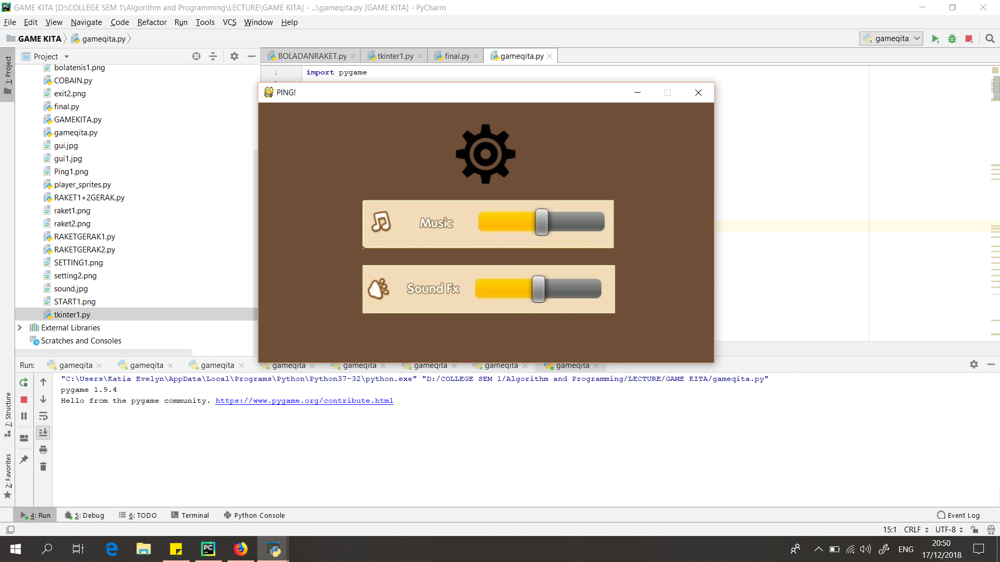 GAME KITA [D:\COLLEGE SEM 1\Algorithm and Programming\LECTURE\GAME KITA] - ...\gameqita.py [GAME KITA] - PyCharm
File Edit View Navigate Code Refactor Run Tools VCS Window Help
GAME KITA gameqita.py gameqita
1: Project
Project
BOLADANRAKET.py tkinter1.py final.py gameqita.py
bolatenis1.png
COBAIN.py
exit2.png
final.py
GAMEKITA.py
gameqita.py
gui.jpg
gui1.jpg
Ping1.png
player_sprites.py
RAKET1+2GERAK.py
raket1.png
raket2.png
RAKETGERAK1.py
RAKETGERAK2.py
SETTING1.png
setting2.png
sound.jpg
START1.png
tkinter1.py
External Libraries
Scratches and Consoles
1 import pygame
PING!
Music
Sound Fx
Run: gameqita gameqita gameqita gameqita gameqita gameqita gameqita gameqita
"C:\Users\Katia Evelyn\AppData\Local\Programs\Python\Python37-32\python.exe" "D:/COLLEGE SEM 1/Algorithm and Programming/LECTURE/GAME KITA/gameqita.py"
pygame 1.9.4
Hello from the pygame community. https://www.pygame.org/contribute.html
7: Structure
2: Favorites
4: Run 5: Debug 6: TODO Terminal Python Console Event Log
15:1 CRLF UTF-8
ENG
20:50
17/12/2018